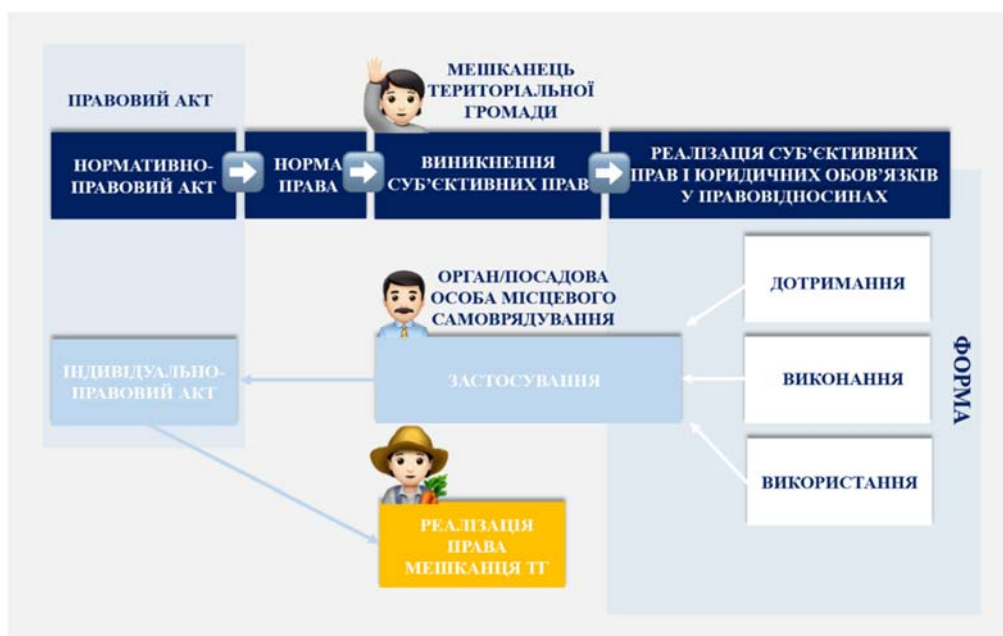 ПРАВОВИЙ АКТ
МЕШКАНЕЦЬ
ТЕРИТОРІАЛЬНОЇ
ГРОМАДИ
НОРМАТИВНО-
ПРАВОВИЙ АКТ
НОРМА
ПРАВА
ВИНИКНЕННЯ
СУБ’ЄКТИВНИХ ПРАВ
РЕАЛІЗАЦІЯ СУБ’ЄКТИВНИХ
ПРАВ І ЮРИДИЧНИХ ОБОВ’ЯЗКІВ
У ПРАВОВІДНОСИНАХ
ОРГАН/ПОСАДОВА
ОСОБА МІСЦЕВОГО
САМОВРЯДУВАННЯ
ДОТРИМАННЯ
ІНДИВІДУАЛЬНО-
ПРАВОВИЙ АКТ
ЗАСТОСУВАННЯ
ВИКОНАННЯ
ФОРМА
ВИКОРИСТАННЯ
РЕАЛІЗАЦІЯ
ПРАВА
МЕШКАНЦЯ ТГ